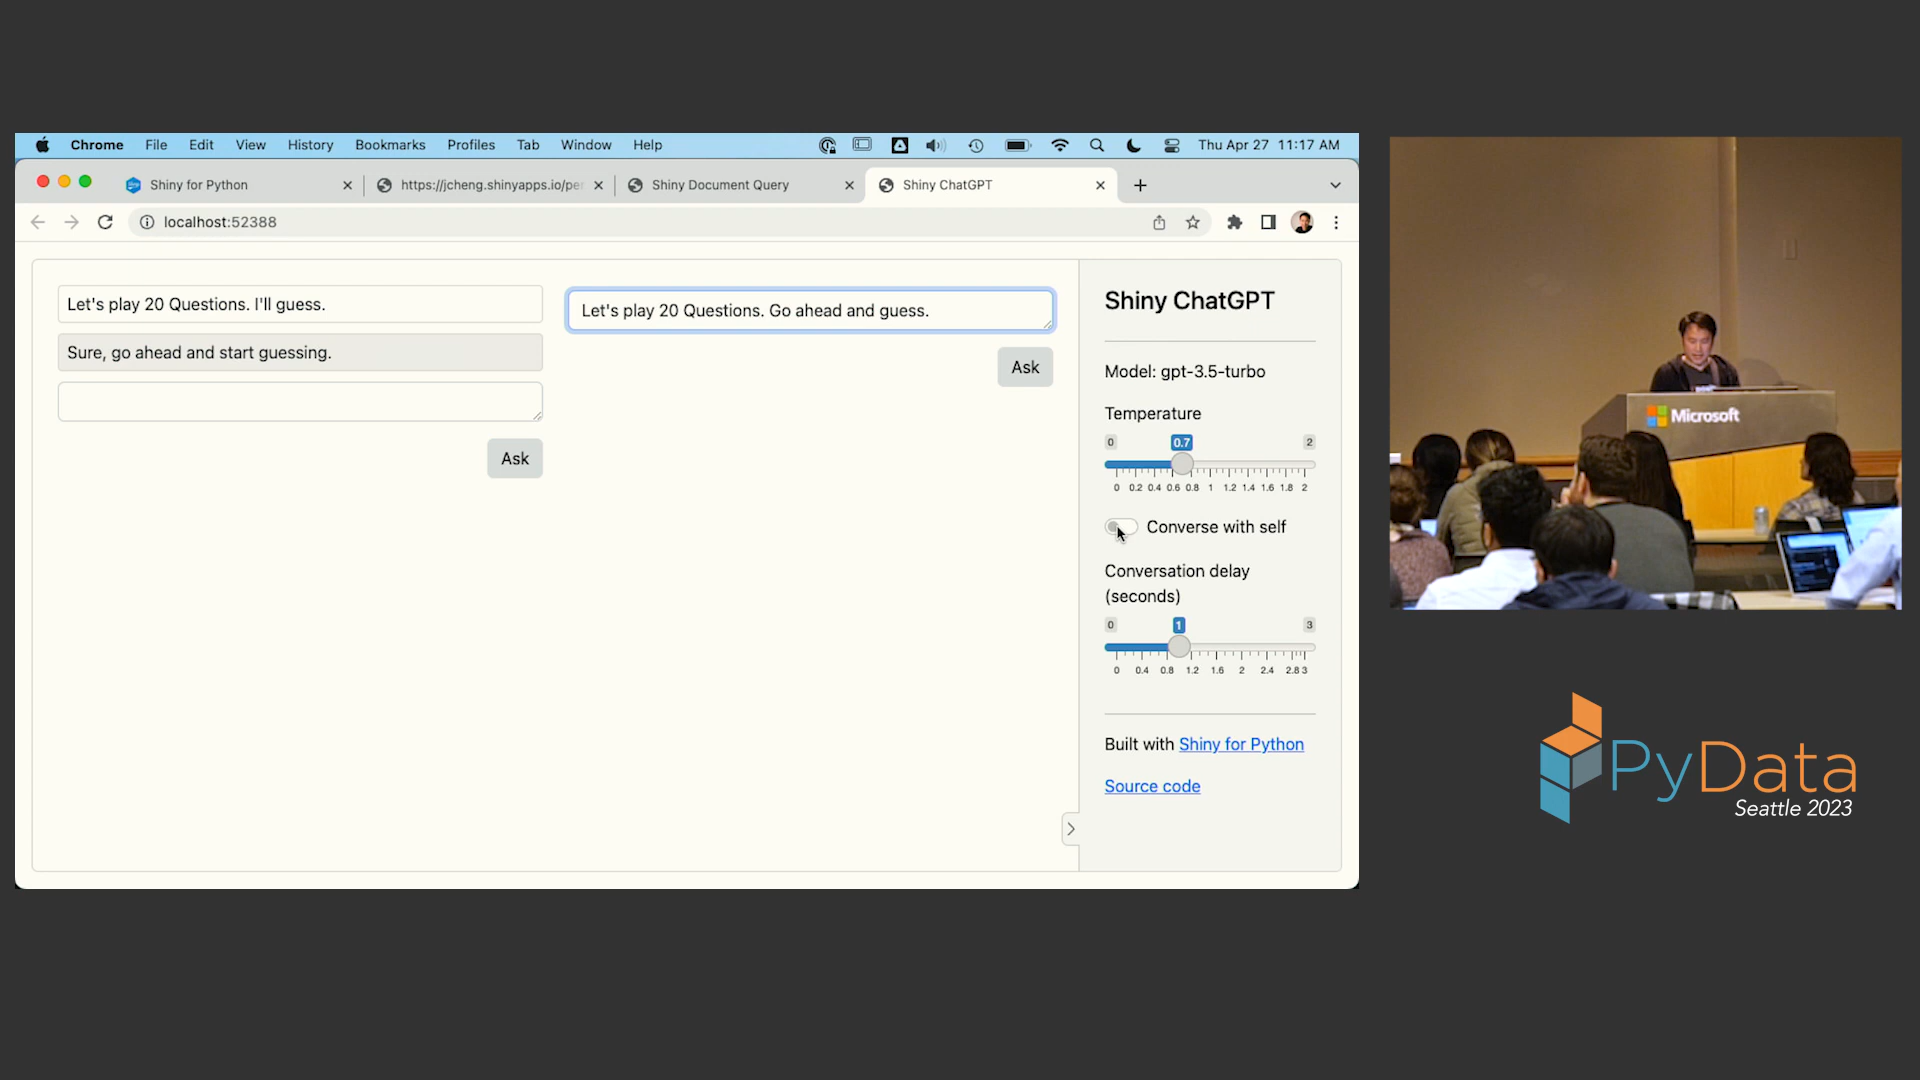 Chrome File Edit View History Bookmarks Profiles Tab Window Help Thu Apr 27 11:17 AM
Shiny for Python https://jcheng.shinyapps.io/pe Shiny Document Query Shiny ChatGPT
localhost:52388
Let's play 20 Questions. I'll guess.
Sure, go ahead and start guessing.
Ask
Let's play 20 Questions. Go ahead and guess.
Ask
Shiny ChatGPT
Model: gpt-3.5-turbo
Temperature
0 0.7 2
0 0.2 0.4 0.6 0.8 1 1.2 1.4 1.6 1.8 2
Converse with self
Conversation delay
(seconds)
0 1 3
0 0.4 0.8 1.2 1.6 2 2.4 2.8 3
Built with Shiny for Python
Source code
Microsoft
PyData
Seattle 2023